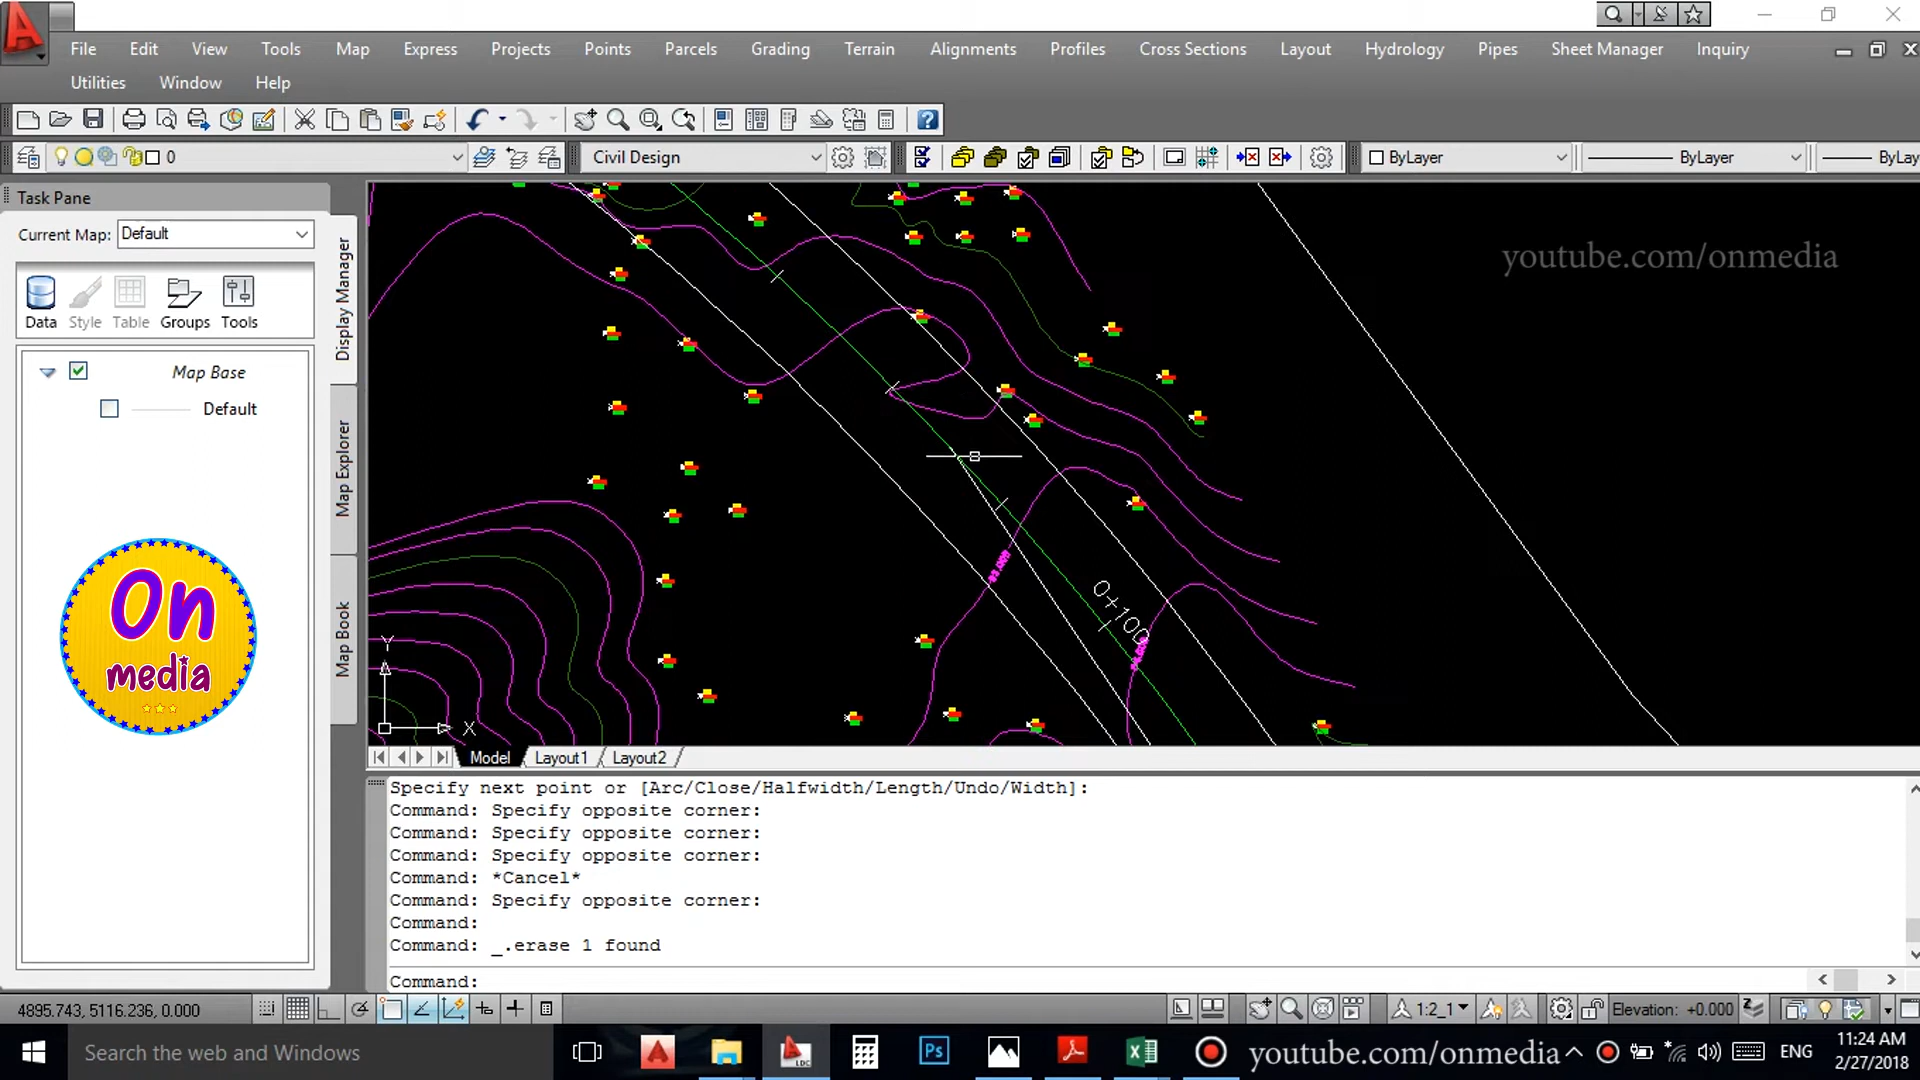 File Edit View Tools Map Express Projects Points Parcels Grading Terrain Alignments Profiles Cross Sections Layout Hydrology Pipes Sheet Manager Inquiry
Utilities Window Help
0 Civil Design ByLayer ByLayer ByLay
Task Pane
Current Map: Default
Data Style Table Groups Tools
Map Base
Default
Display Manager
Map Explorer
Map Book
On
media
youtube.com/onmedia
0+100
Y
X
Model Layout1 Layout2
Specify next point or [Arc/Close/Halfwidth/Length/Undo/Width]:
Command: Specify opposite corner:
Command: Specify opposite corner:
Command: Specify opposite corner:
Command: *Cancel*
Command: Specify opposite corner:
Command:
Command: _.erase 1 found
Command:
4895.743, 5116.236, 0.000 1:2_1 Elevation: +0.000
Search the web and Windows youtube.com/onmedia ENG 11:24 AM
2/27/2018